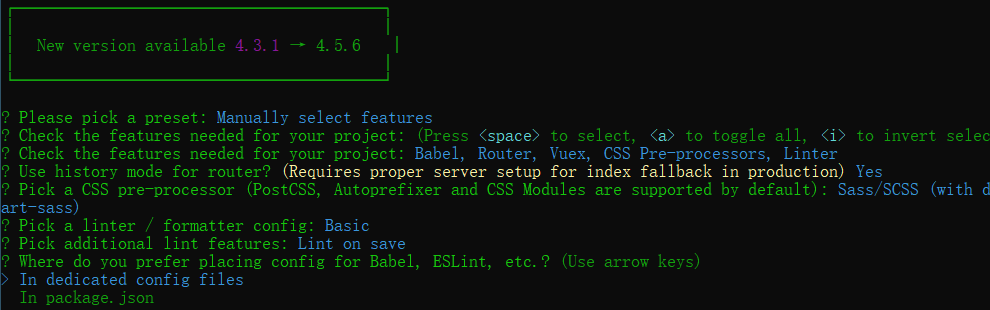 New version available 4.3.1 → 4.5.6
? Please pick a preset: Manually select features
? Check the features needed for your project: (Press <space> to select, <a> to toggle all, <i> to invert selec
? Check the features needed for your project: Babel, Router, Vuex, CSS Pre-processors, Linter
? Use history mode for router? (Requires proper server setup for index fallback in production) Yes
? Pick a CSS pre-processor (PostCSS, Autoprefixer and CSS Modules are supported by default): Sass/SCSS (with d
art-sass)
? Pick a linter / formatter config: Basic
? Pick additional lint features: Lint on save
? Where do you prefer placing config for Babel, ESLint, etc.? (Use arrow keys)
> In dedicated config files
In package.json